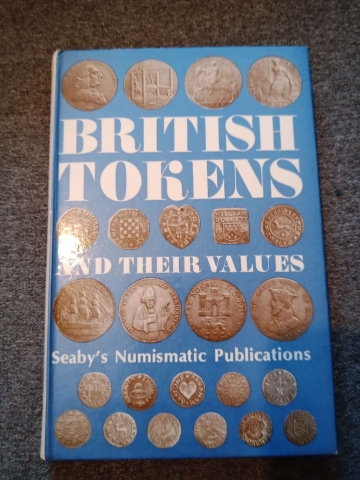 BRITISH
TOKENS
AND THEIR VALUES
Seaby's Numismatic Publications